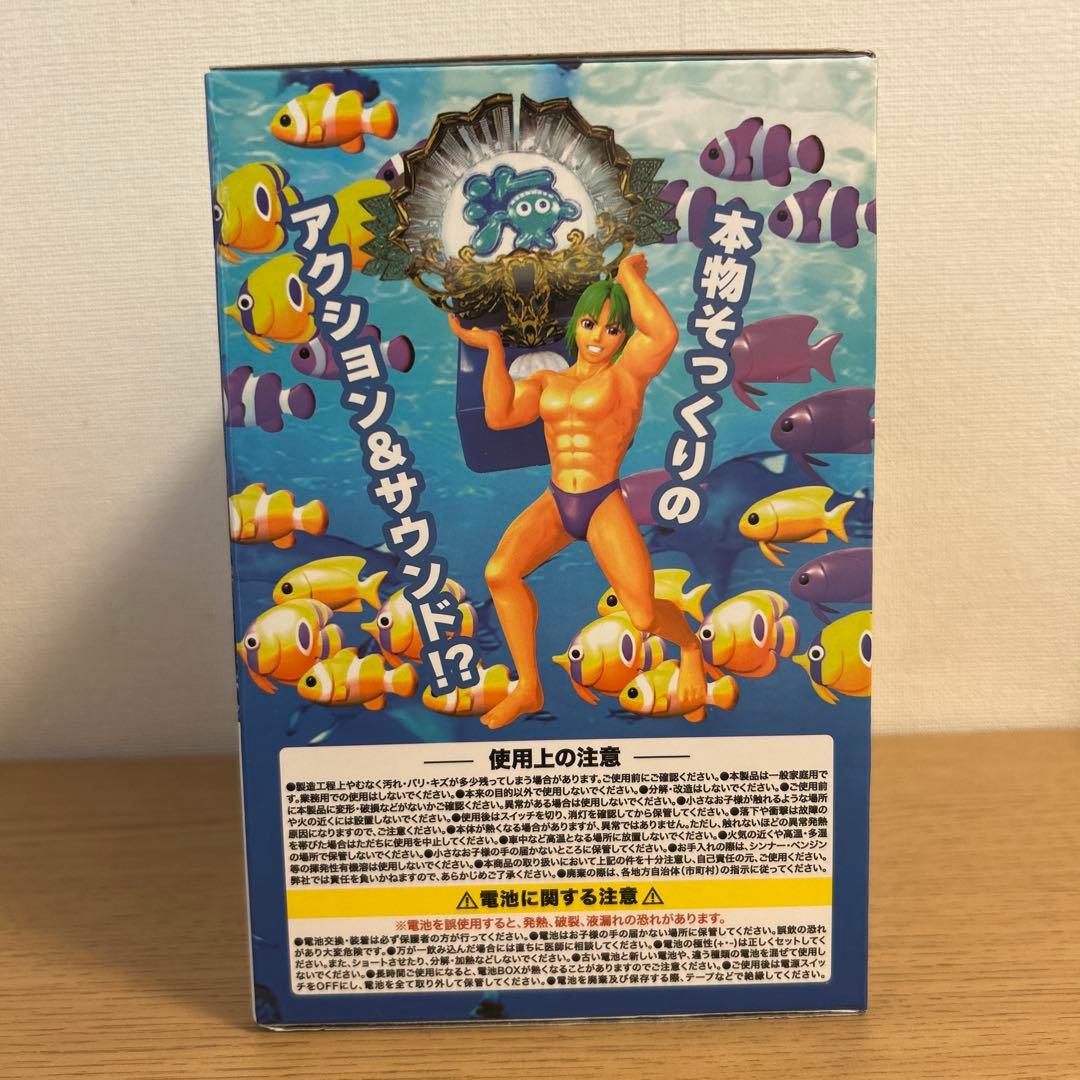 海
本物そっくりの
アクション&サウンド!?
使用上の注意
●製造工程上やむなく汚れ・バリ・キズが多少残ってしまう場合があります。ご使用前にご確認ください。●本製品は一般家庭用で
す。業務用での使用はしないでください。●本来の目的以外で使用しないでください。●分解・改造はしないでください。●ご使用前
に本製品に変形・破損などがないかご確認ください。異常がある場合は使用しないでください。●小さなお子様が触れるような場所
や火の近くには設置しないでください。●使用後はスイッチを切り、消灯を確認してから保管してください。●落下や衝撃は故障の
原因になりますので、ご注意ください。●本体が熱くなる場合がありますが、異常ではありません。ただし、触れないほどの異常発熱
を帯びた場合はただちに使用を中止してください。●車中など高温となる場所に放置しないでください。●火気の近くや高温・多湿
の場所で保管しないでください。●小さなお子様の手の届かないところに保管してください。●お手入れの際は、シンナー・ベンジン
等の揮発性有機溶は使用しないでください。●本商品の取り扱いにおいて上記の件を十分注意し、自己責任の元、ご使用ください。
弊社では責任を負いかねますので、あらかじめご了承ください。●廃棄の際は、各地方自治体(市町村)の指示に従ってください。
⚠電池に関する注意⚠
※電池を誤使用すると、発熱、破裂、液漏れの恐れがあります。
●電池交換・装着は必ず保護者の方が行ってください。●電池はお子様の手の届かない場所に保管してください。誤飲の恐れ
があり大変危険です。●万が一飲み込んだ場合には直ちに医師に相談してください。●電池の極性(+・-)は正しくセットしてく
ださい。また、ショートさせたり、分解・加熱などしないでください。●古い電池と新しい電池や、違う種類の電池を混ぜて使用し
ないでください。●長時間ご使用になると、電池BOXが熱くなることがありますのでご注意ください。●ご使用後は電源スイッ
チをOFFにし、電池を全て取り外して保管してください。●電池を廃棄及び保存する際、テープなどで絶縁してください。